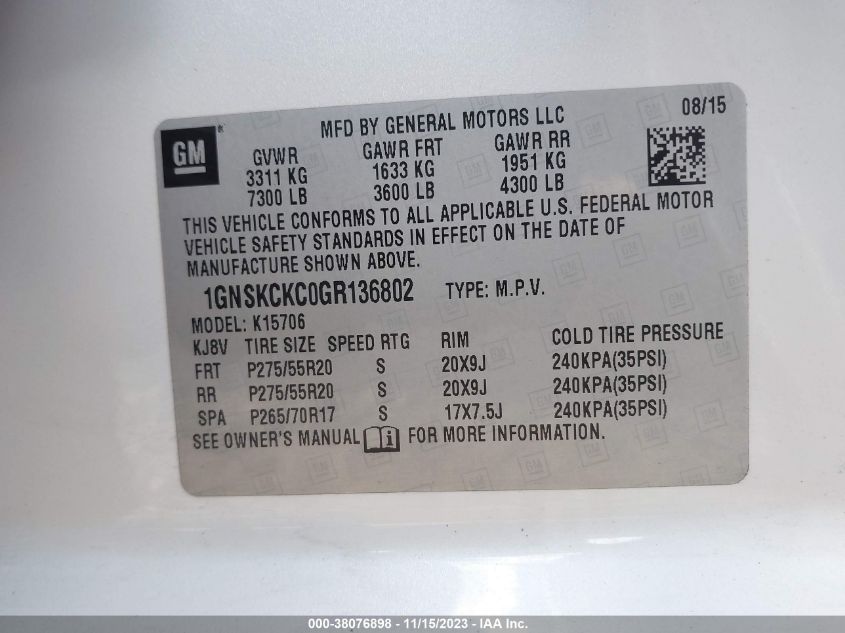 GM
MFD BY GENERAL MOTORS LLC 08/15
GVWR GAWR FRT GAWR RR
3311 KG 1633 KG 1951 KG
7300 LB 3600 LB 4300 LB
THIS VEHICLE CONFORMS TO ALL APPLICABLE U.S. FEDERAL MOTOR
VEHICLE SAFETY STANDARDS IN EFFECT ON THE DATE OF
MANUFACTURE SHOWN ABOVE.
1GNSKCKC0GR136802 TYPE: M.P.V.
MODEL: K15706
KJ8V TIRE SIZE SPEED RTG RIM COLD TIRE PRESSURE
FRT P275/55R20 S 20X9J 240KPA(35PSI)
RR P275/55R20 S 20X9J 240KPA(35PSI)
SPA P265/70R17 S 17X7.5J 240KPA(35PSI)
SEE OWNER'S MANUAL FOR MORE INFORMATION.
000-38076898 - 11/15/2023 - IAA Inc.